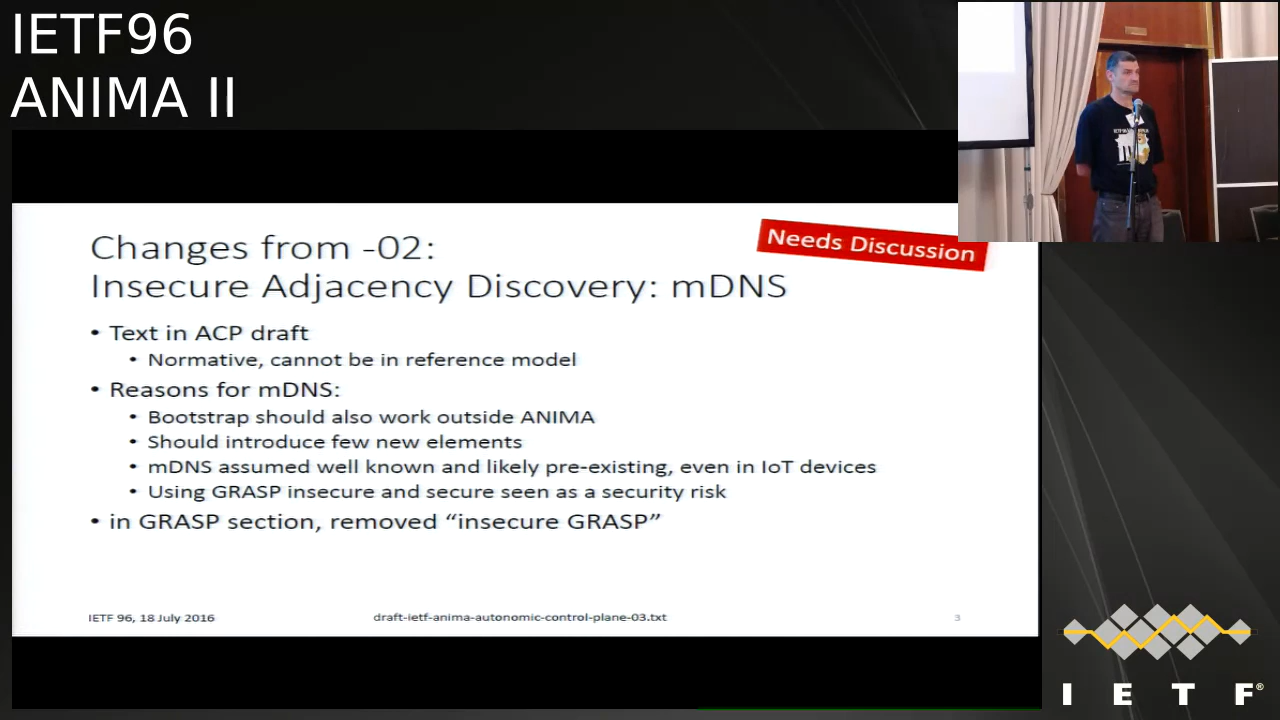 IETF96
ANIMA II
Needs Discussion
Changes from -02:
Insecure Adjacency Discovery: mDNS
• Text in ACP draft
• Normative, cannot be in reference model
• Reasons for mDNS:
• Bootstrap should also work outside ANIMA
• Should introduce few new elements
• mDNS assumed well known and likely pre-existing, even in IoT devices
• Using GRASP insecure and secure seen as a security risk
• in GRASP section, removed “insecure GRASP”
IETF 96, 18 July 2016
draft-ietf-anima-autonomic-control-plane-03.txt
3
I E T F®